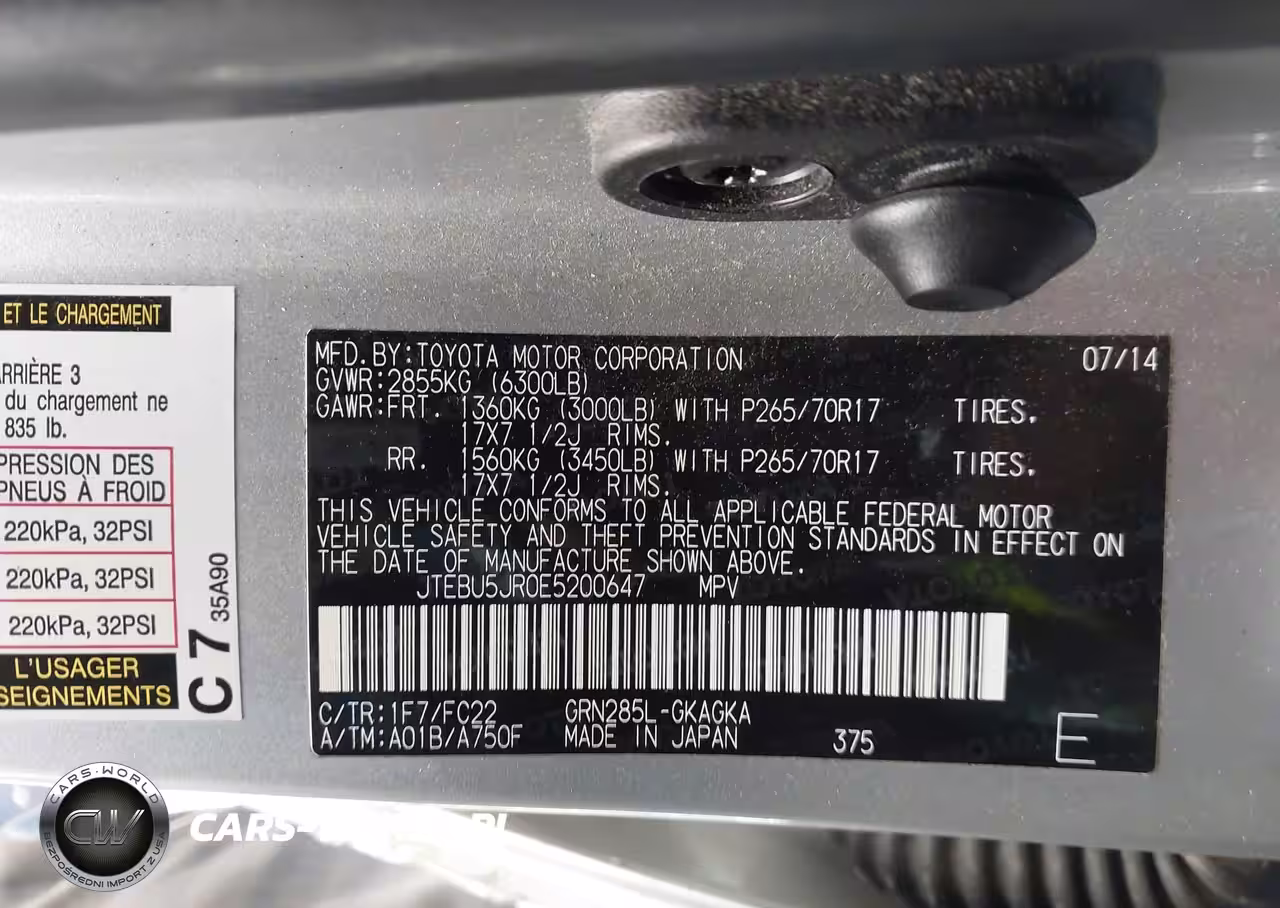 ET LE CHARGEMENT
ARRIÈRE 3
du chargement ne
835 lb.
PRESSION DES
PNEUS À FROID
220kPa, 32PSI
220kPa, 32PSI
220kPa, 32PSI
L'USAGER
SEIGNEMENTS
C 7 35A90
MFD.BY:TOYOTA MOTOR CORPORATION 07/14
GVWR:2855KG (6300LB)
GAWR:FRT. 1360KG (3000LB) WITH P265/70R17 TIRES.
17X7 1/2J RIMS.
RR. 1560KG (3450LB) WITH P265/70R17 TIRES.
17X7 1/2J RIMS.
THIS VEHICLE CONFORMS TO ALL APPLICABLE FEDERAL MOTOR
VEHICLE SAFETY AND THEFT PREVENTION STANDARDS IN EFFECT ON
THE DATE OF MANUFACTURE SHOWN ABOVE.
JTEBU5JR0E5200647 MPV
C/TR:1F7/FC22 GRN285L-GKAGKA
A/TM:A01B/A750F MADE IN JAPAN 375 E
CARS-WORLD
CW
BEZPOŚREDNI IMPORT Z USA